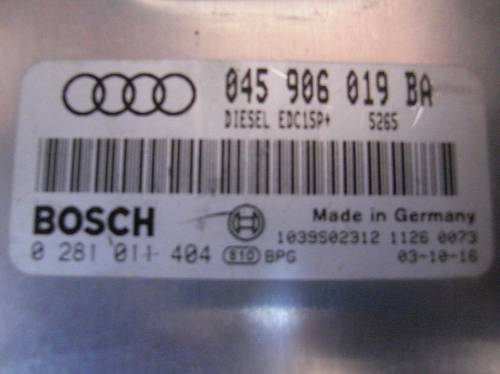 045 906 019 BA
DIESEL EDC15P+ 5265
BOSCH
Made in Germany
0 281 011 404 810 BPG
1039S02312 1126 0073
03-10-16